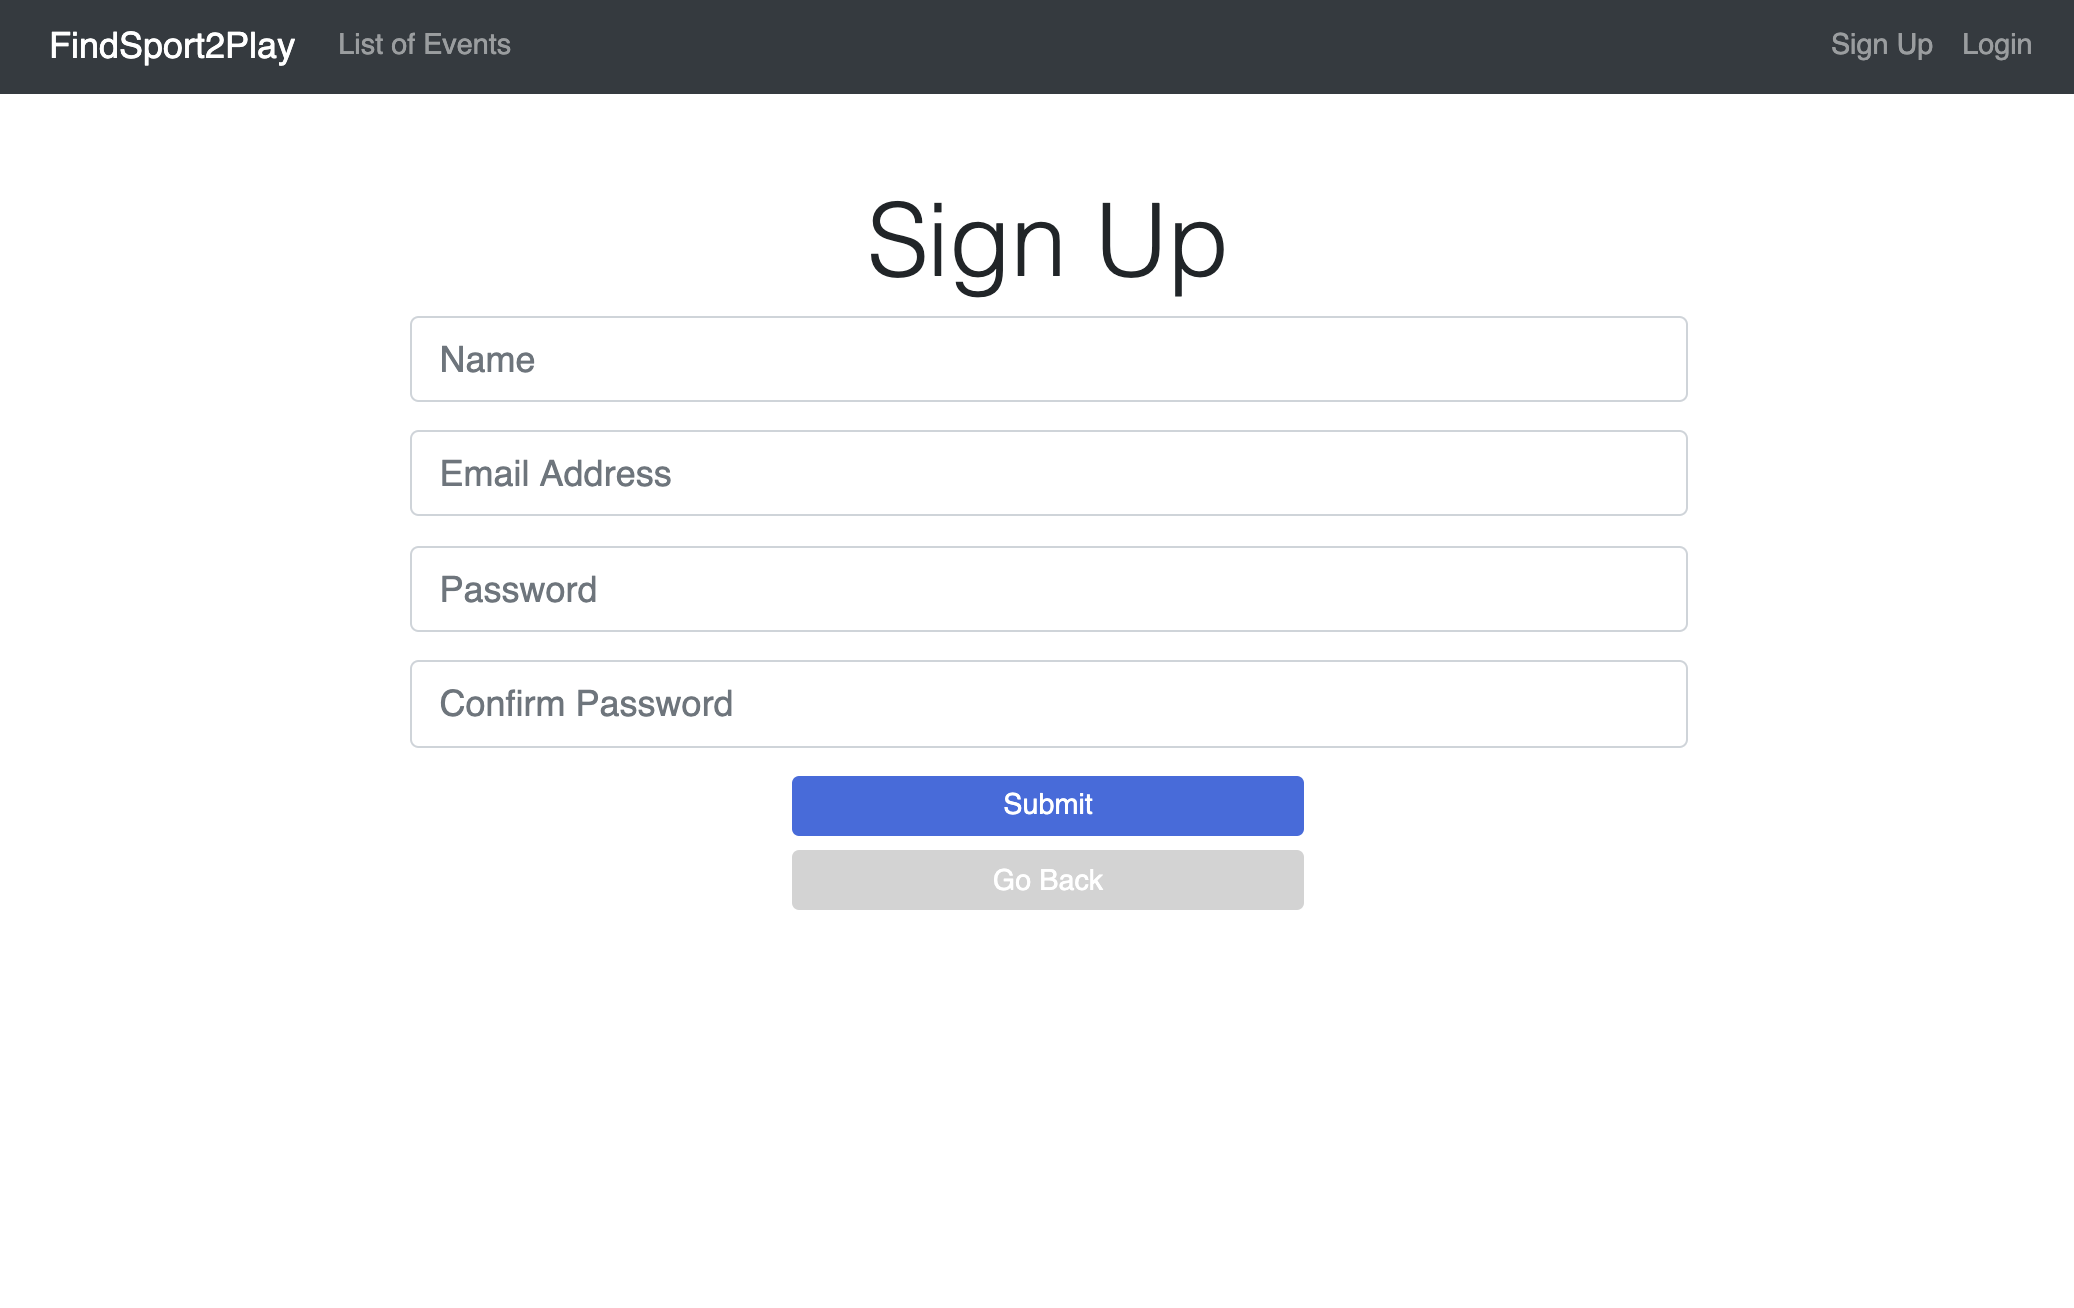 FindSport2Play List of Events Sign Up Login
Sign Up
Name
Email Address
Password
Confirm Password
Submit
Go Back